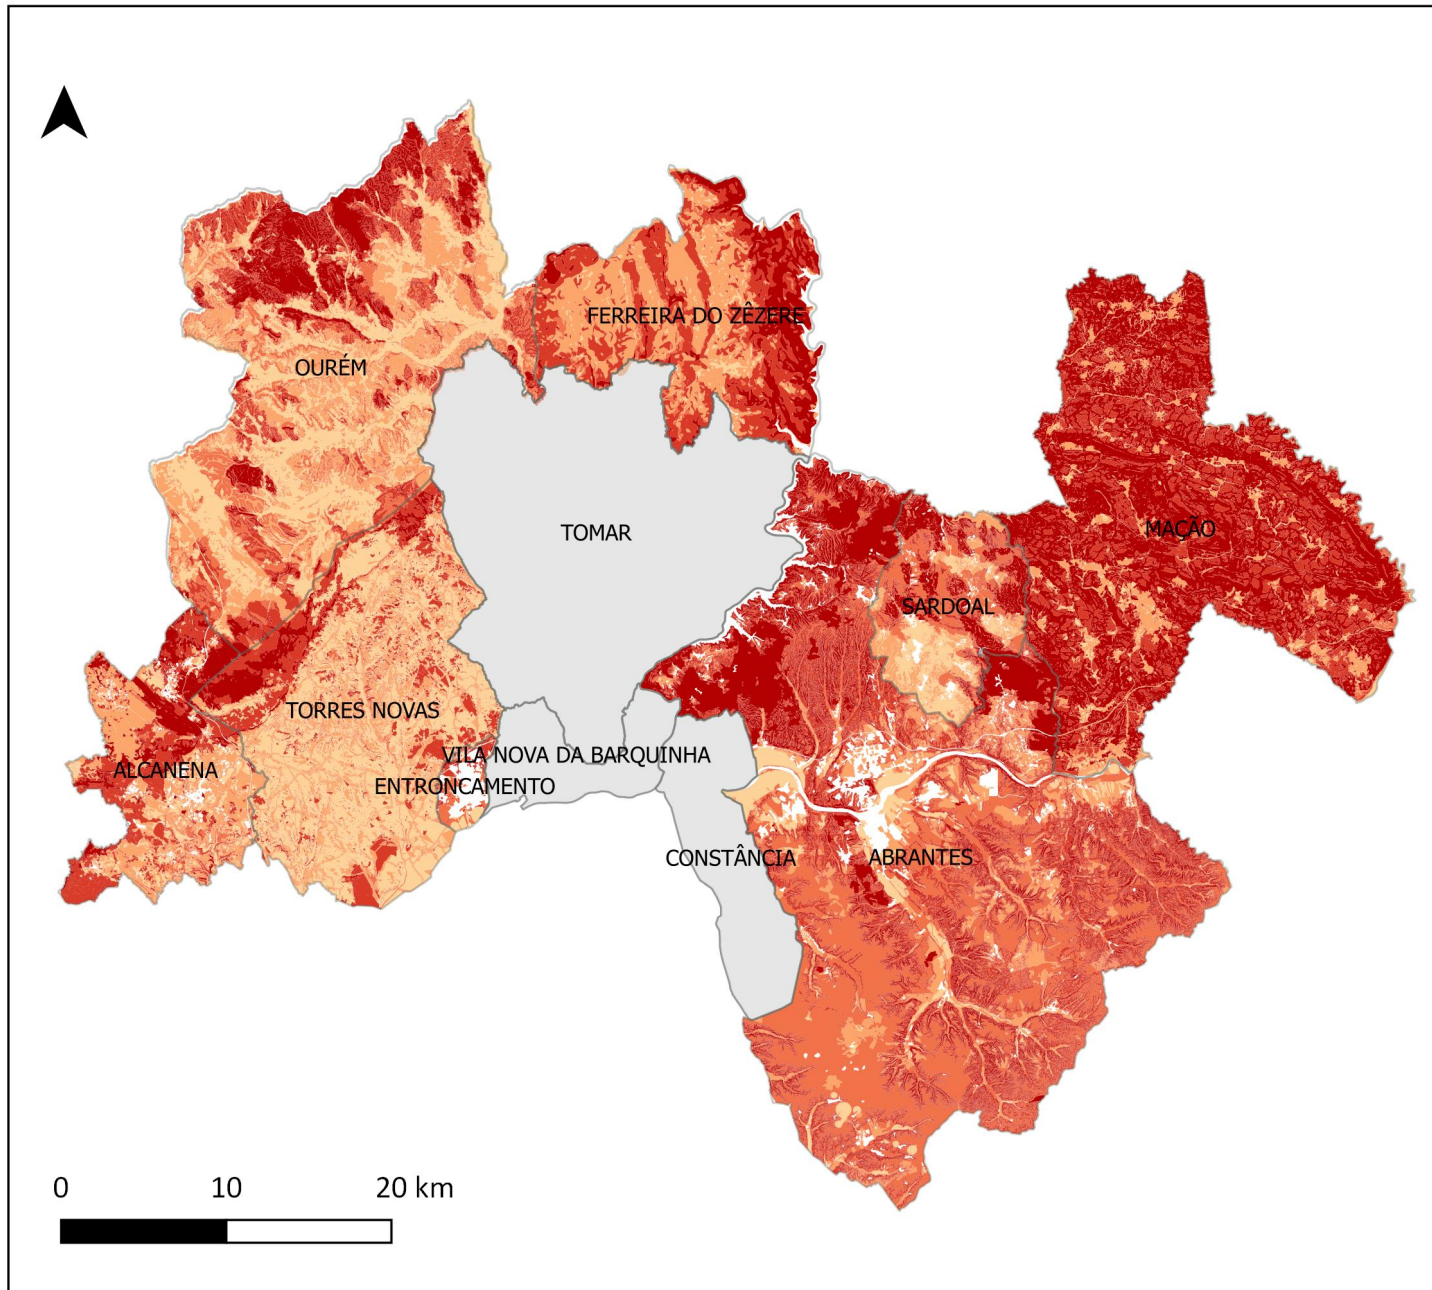 FERREIRA DO ZÊZERE
OURÉM
TOMAR
MAÇÃO
SARDOAL
TORRES NOVAS
VILA NOVA DA BARQUINHA
ALCANENA
ENTRONCAMENTO
CONSTÂNCIA
ABRANTES
0 10 20 km